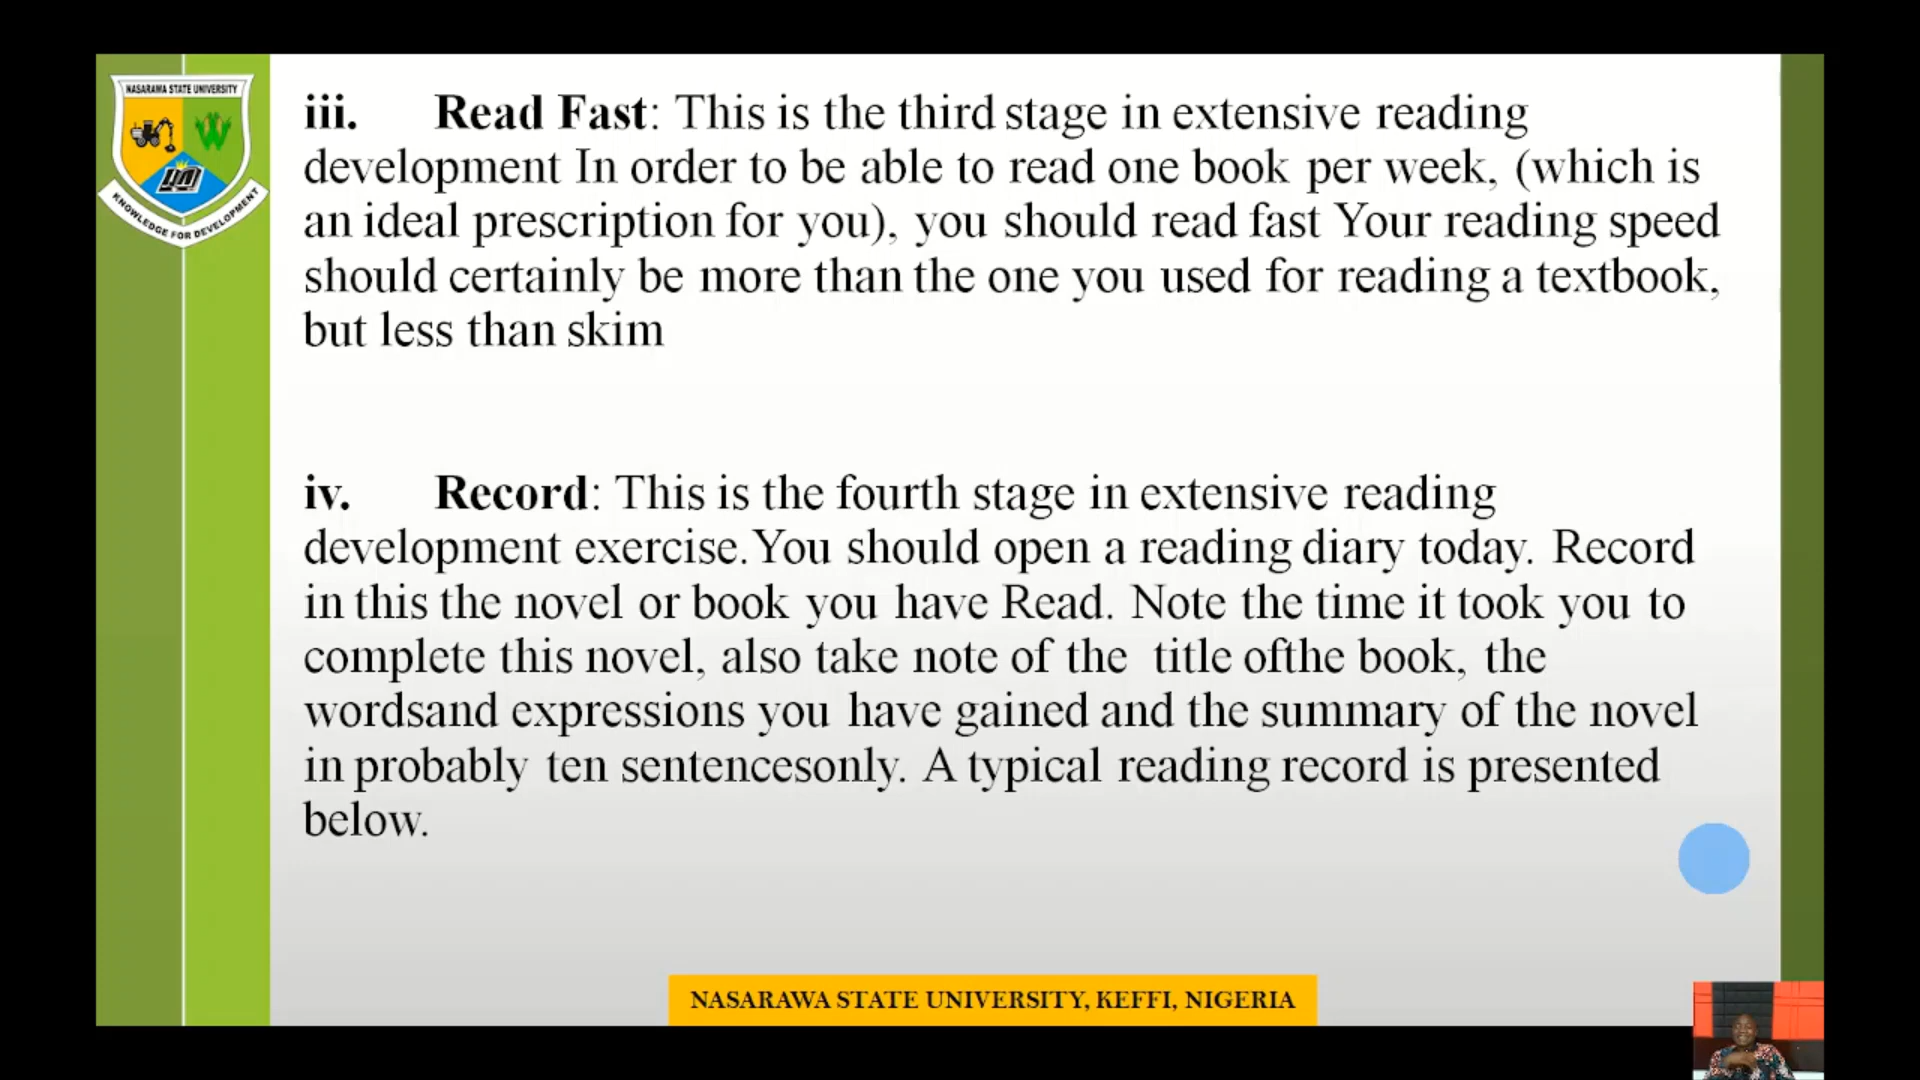 NASARAWA STATE UNIVERSITY
KNOWLEDGE FOR DEVELOPMENT
iii. Read Fast: This is the third stage in extensive reading
development In order to be able to read one book per week, (which is
an ideal prescription for you), you should read fast Your reading speed
should certainly be more than the one you used for reading a textbook,
but less than skim
iv. Record: This is the fourth stage in extensive reading
development exercise.You should open a reading diary today. Record
in this the novel or book you have Read. Note the time it took you to
complete this novel, also take note of the title ofthe book, the
wordsand expressions you have gained and the summary of the novel
in probably ten sentencesonly. A typical reading record is presented
below.
NASARAWA STATE UNIVERSITY, KEFFI, NIGERIA